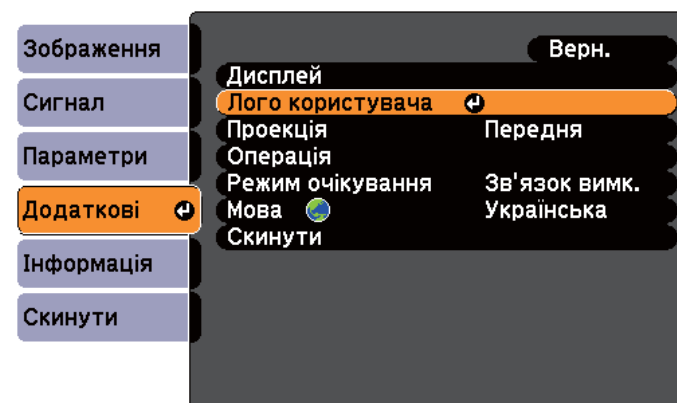 Зображення
Сигнал
Параметри
Додаткові
Інформація
Скинути
Верн.
Дисплей
Лого користувача
Проекція Передня
Операція
Режим очікування Зв'язок вимк.
Мова Українська
Скинути